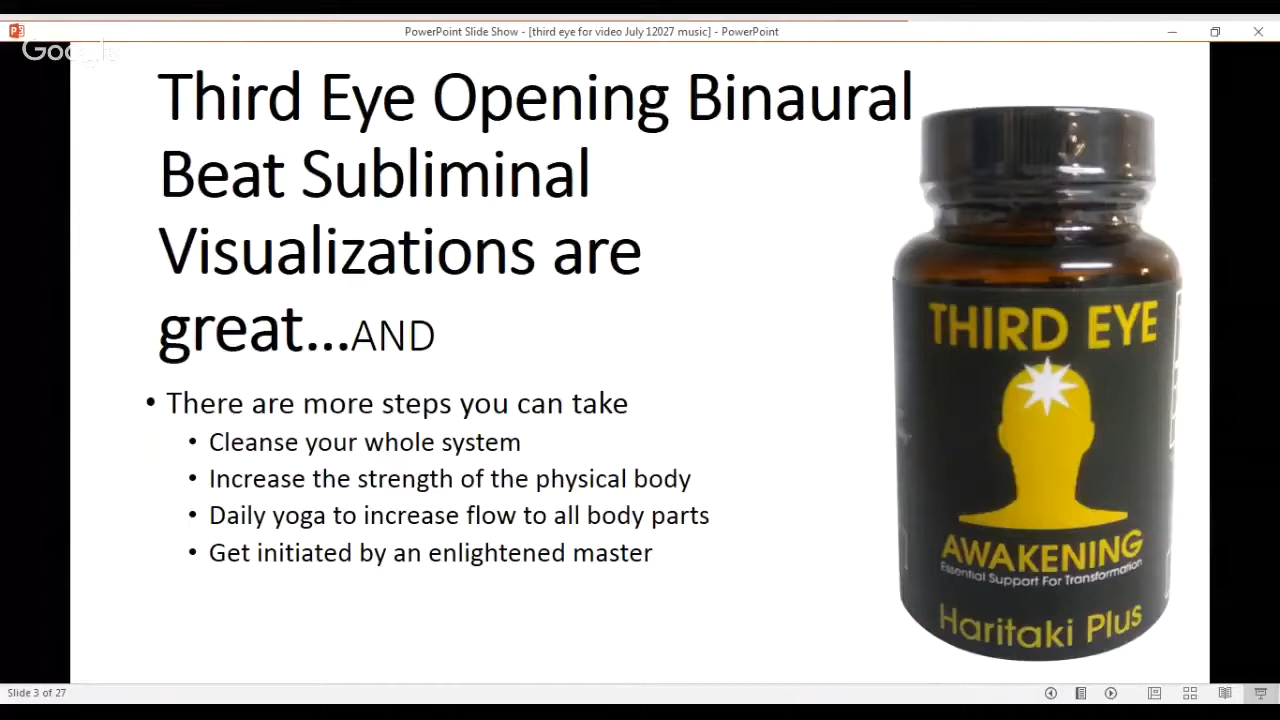 PowerPoint Slide Show - [third eye for video July 12027 music] - PowerPoint
Google
Third Eye Opening Binaural
Beat Subliminal
Visualizations are
great...AND
• There are more steps you can take
• Cleanse your whole system
• Increase the strength of the physical body
• Daily yoga to increase flow to all body parts
• Get initiated by an enlightened master
THIRD EYE
AWAKENING
Essential Support For Transformation
Haritaki Plus
Slide 3 of 27